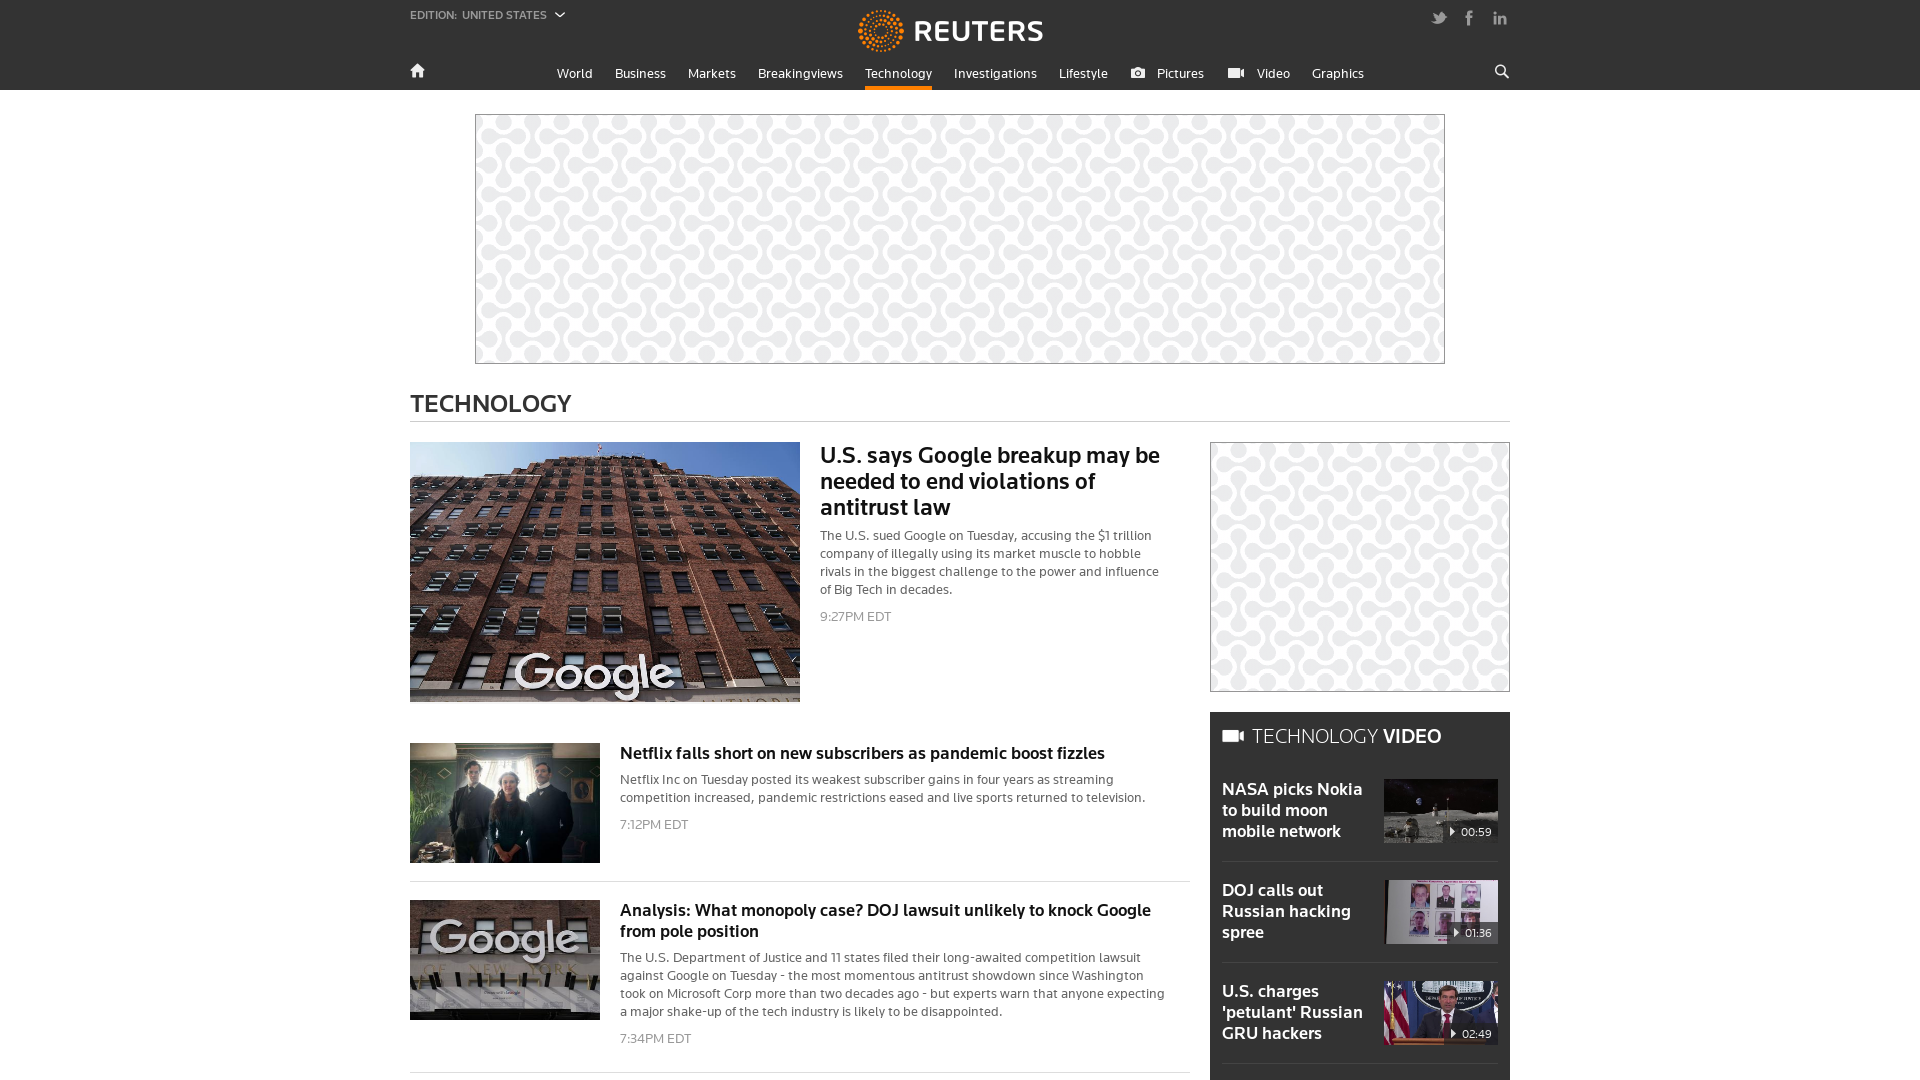 EDITION: UNITED STATES
REUTERS
World Business Markets Breakingviews Technology Investigations Lifestyle Pictures Video Graphics
TECHNOLOGY
Google
U.S. says Google breakup may be
needed to end violations of
antitrust law
The U.S. sued Google on Tuesday, accusing the $1 trillion
company of illegally using its market muscle to hobble
rivals in the biggest challenge to the power and influence
of Big Tech in decades.
9:27PM EDT
Netflix falls short on new subscribers as pandemic boost fizzles
Netflix Inc on Tuesday posted its weakest subscriber gains in four years as streaming
competition increased, pandemic restrictions eased and live sports returned to television.
7:12PM EDT
Google
OF NEW YORK
Analysis: What monopoly case? DOJ lawsuit unlikely to knock Google
from pole position
The U.S. Department of Justice and 11 states filed their long-awaited competition lawsuit
against Google on Tuesday - the most momentous antitrust showdown since Washington
took on Microsoft Corp more than two decades ago - but experts warn that anyone expecting
a major shake-up of the tech industry is likely to be disappointed.
7:34PM EDT
TECHNOLOGY VIDEO
NASA picks Nokia
to build moon
mobile network
00:59
DOJ calls out
Russian hacking
spree
01:36
U.S. charges
'petulant' Russian
GRU hackers
02:49